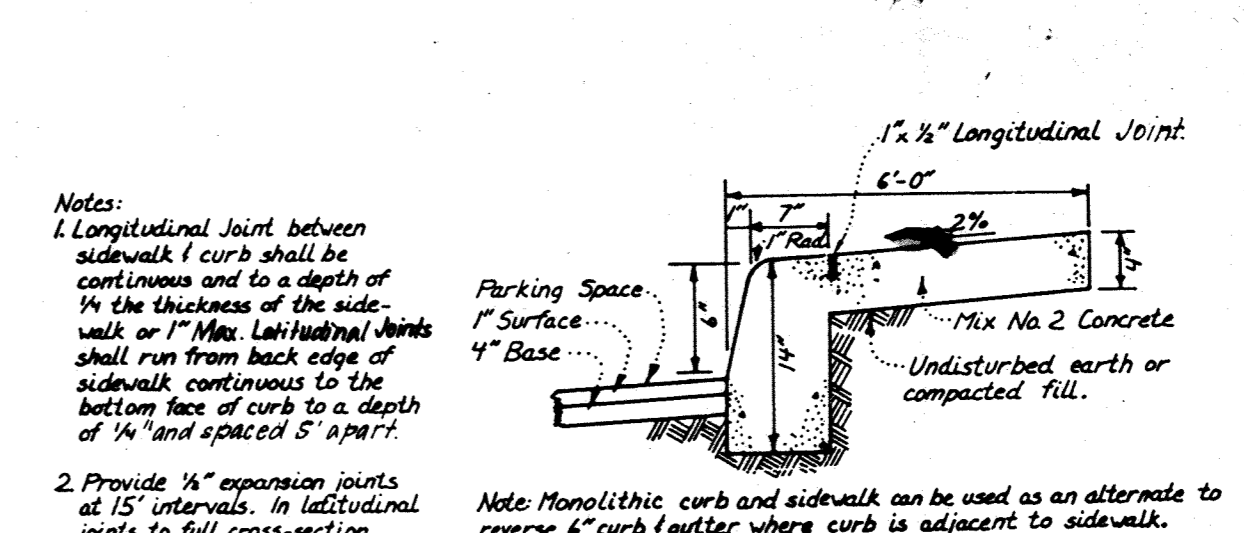 Notes:
1. Longitudinal Joint between
sidewalk & curb shall be
continuous and to a depth of
1/4 the thickness of the side-
walk or 1" Max. Latitudinal Joints
shall run from back edge of
sidewalk continuous to the
bottom face of curb to a depth
of 1/4" and spaced 5' apart.
2. Provide 1/2" expansion joints
at 15' intervals. In latitudinal
joints to full cross-section
1" x 1/2" Longitudinal Joint.
6'-0"
1" 7"
2%
1" Rad.
4"
6"
14"
Parking Space
1" Surface
4" Base
Mix No. 2 Concrete
Undisturbed earth or
compacted fill.
Note: Monolithic curb and sidewalk can be used as an alternate to
reverse 6" curb & gutter where curb is adjacent to sidewalk.